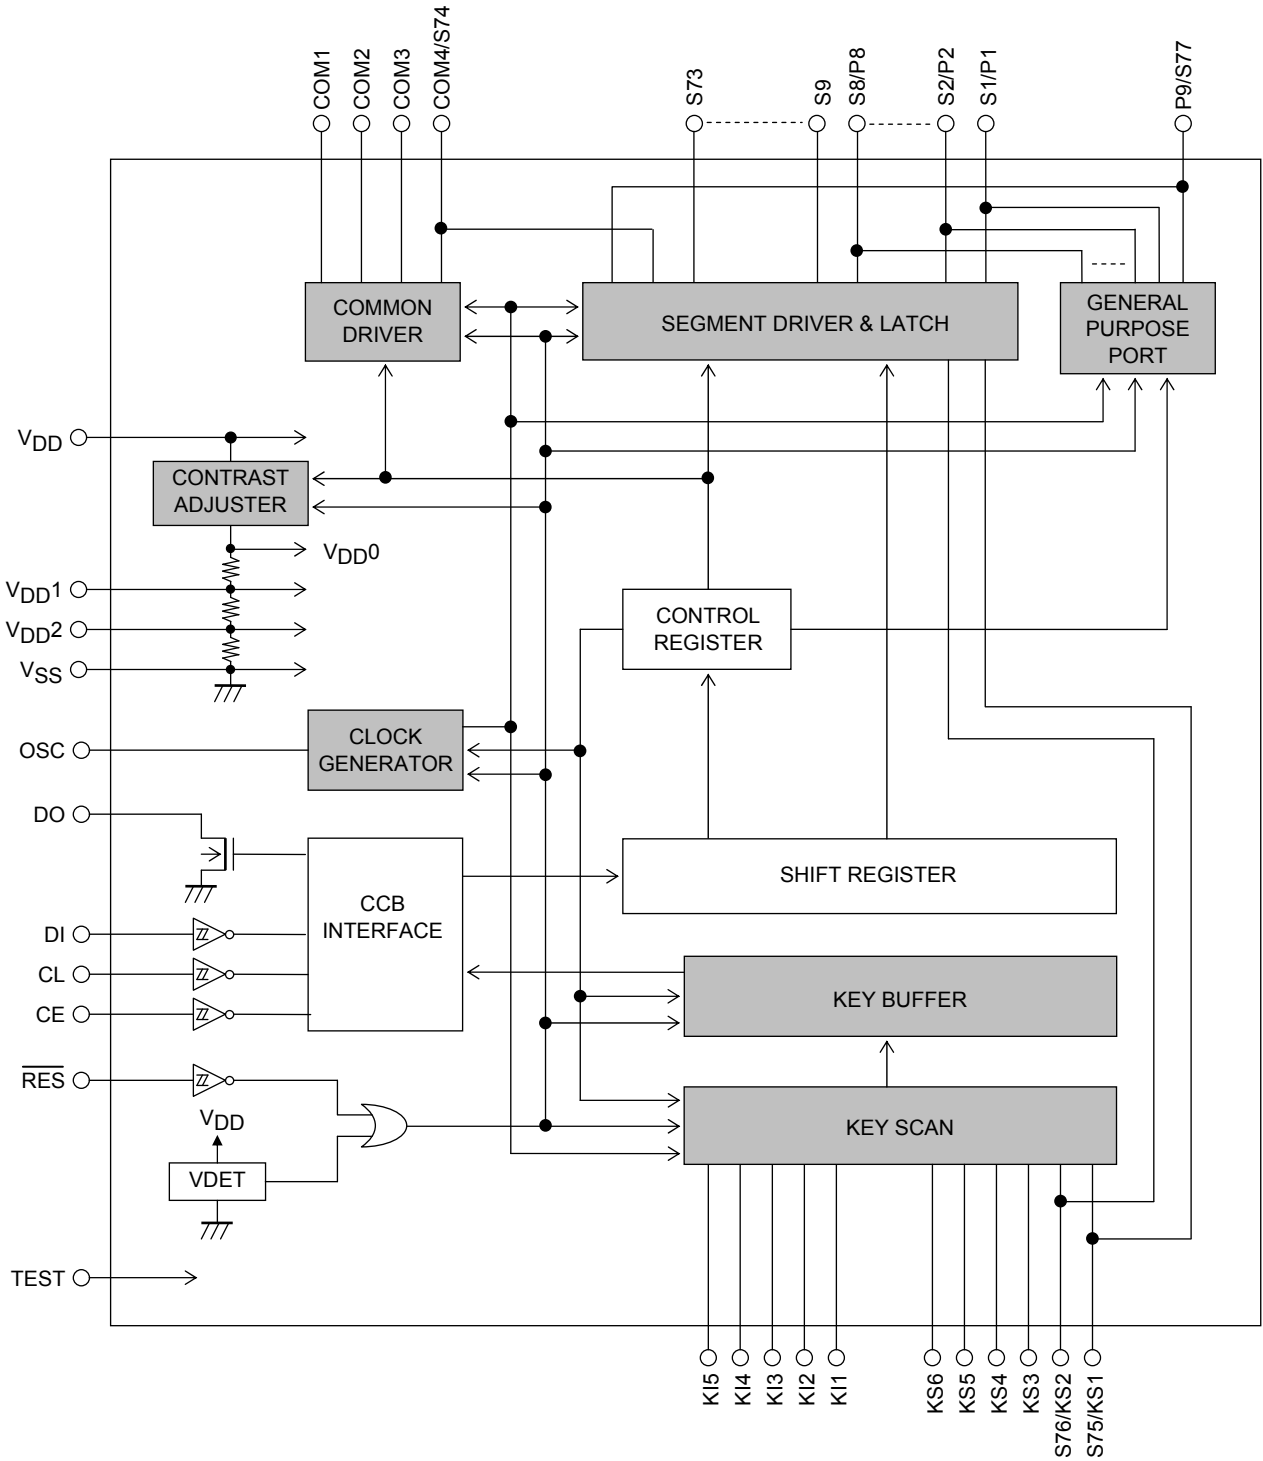 COM1
COM2
COM3
COM4/S74
S73
S9
S8/P8
S2/P2
S1/P1
P9/S77
COMMON
DRIVER
SEGMENT DRIVER & LATCH
GENERAL
PURPOSE
PORT
VDD
CONTRAST
ADJUSTER
VDD0
VDD1
VDD2
VSS
CONTROL
REGISTER
OSC
CLOCK
GENERATOR
DO
CCB
INTERFACE
SHIFT REGISTER
DI
CL
CE
KEY BUFFER
RES
VDD
VDET
KEY SCAN
TEST
KI5
KI4
KI3
KI2
KI1
KS6
KS5
KS4
KS3
S76/KS2
S75/KS1